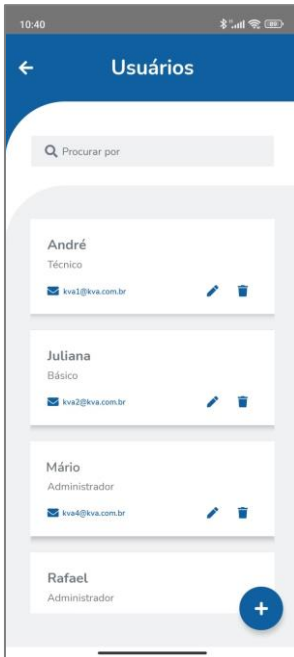 10:40
89
Usuários
Procurar por
André
Técnico
kva1@kva.com.br
Juliana
Básico
kva2@kva.com.br
Mário
Administrador
kva4@kva.com.br
Rafael
Administrador
+